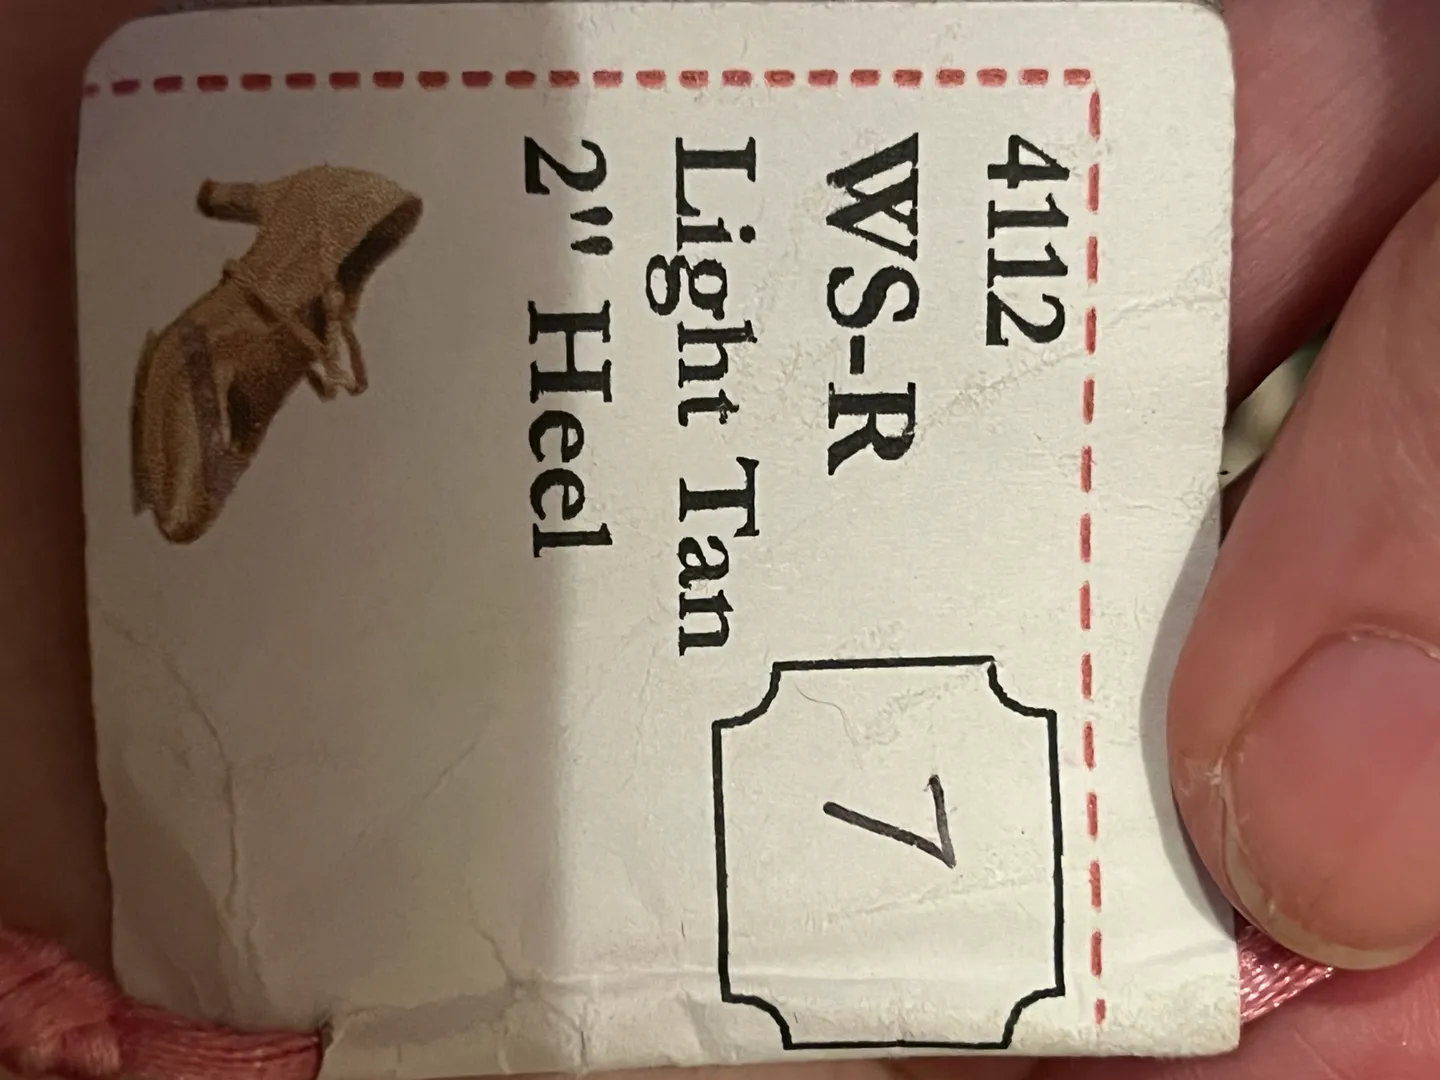 4112
WS-R
Light Tan
2" Heel
7